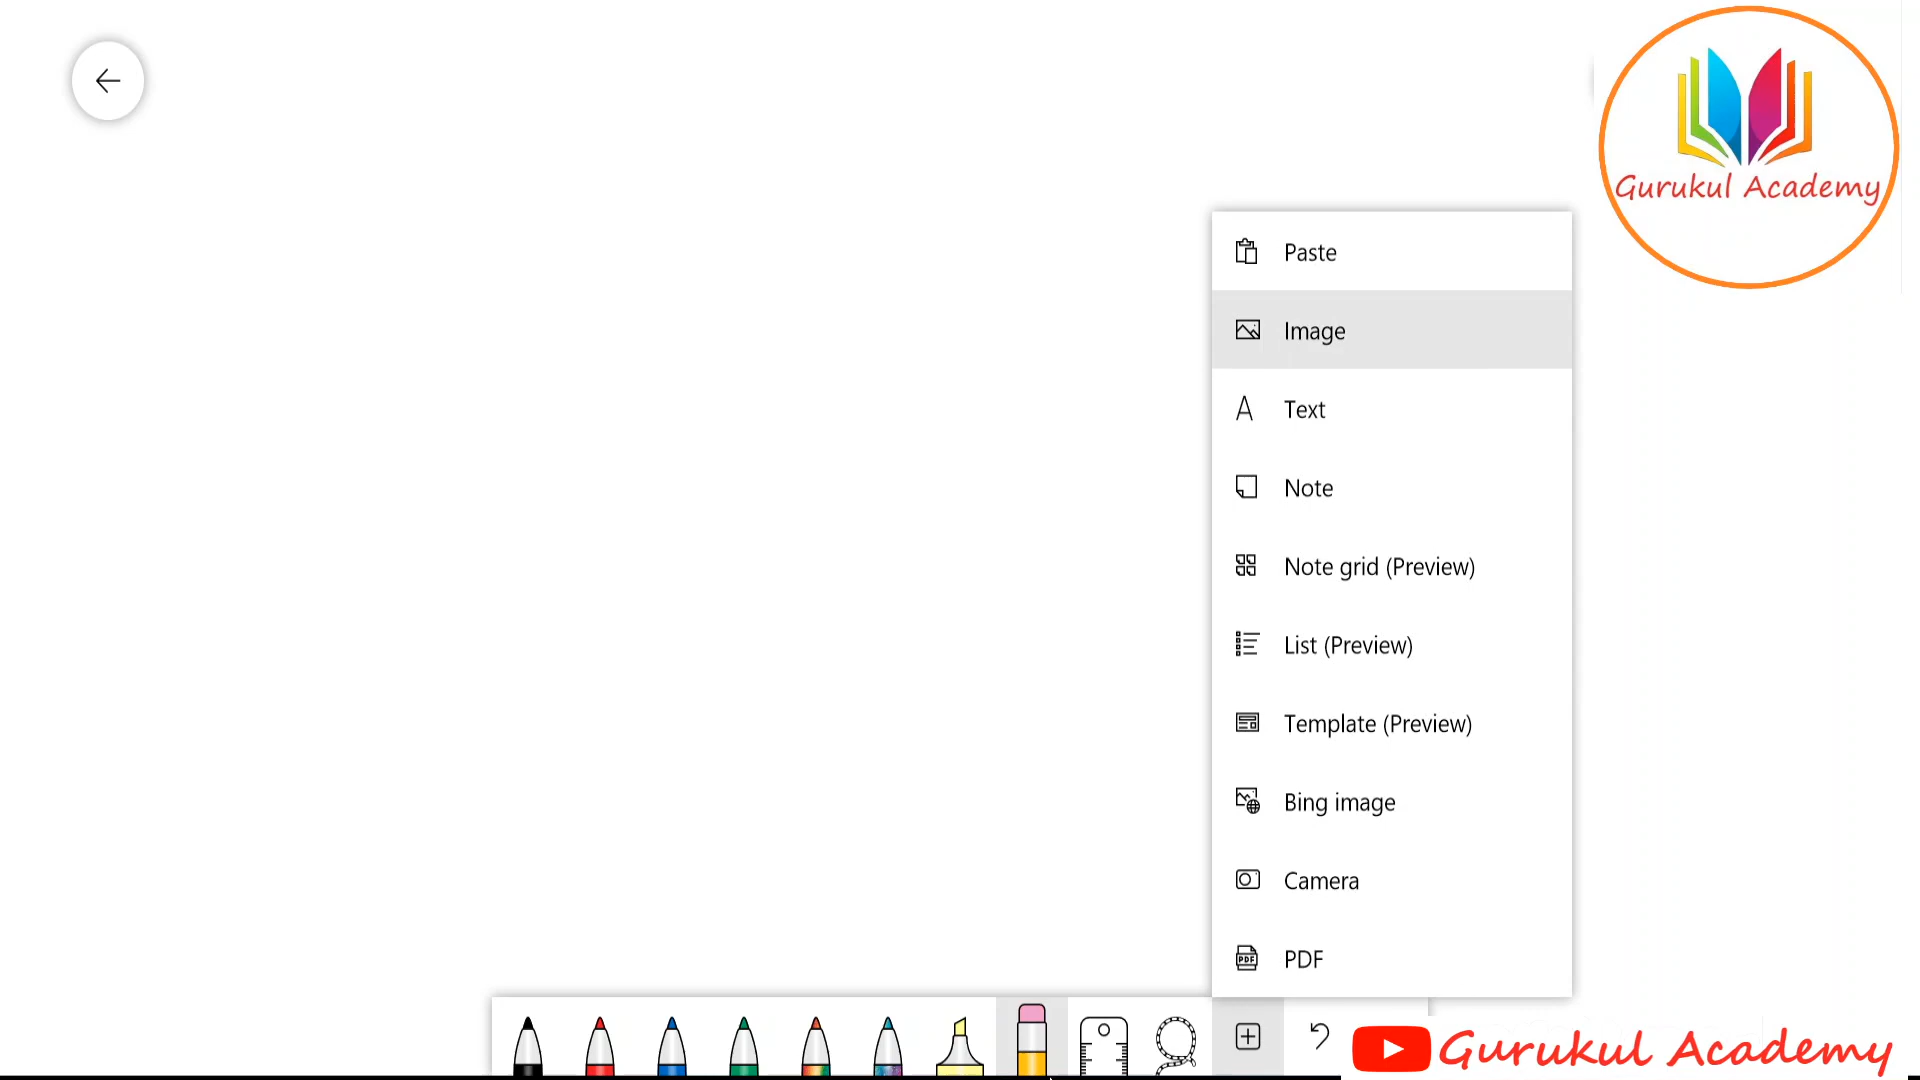 Gurukul Academy
Paste
Image
Text
Note
Note grid (Preview)
List (Preview)
Template (Preview)
Bing image
Camera
PDF
Gurukul Academy